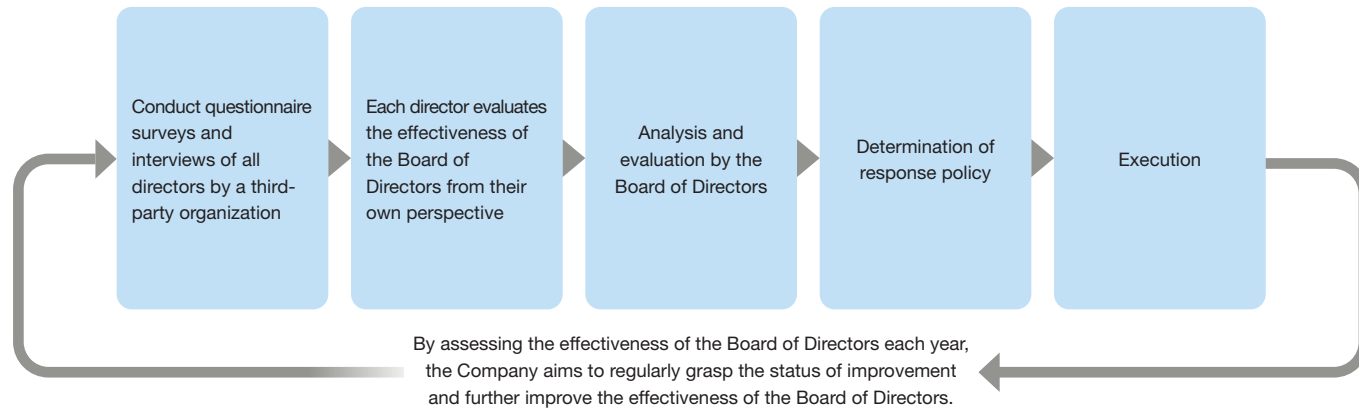 Conduct questionnaire
surveys and
interviews of all
directors by a third-
party organization
Each director evaluates
the effectiveness of
the Board of
Directors from their
own perspective
Analysis and
evaluation by the
Board of Directors
Determination of
response policy
Execution
By assessing the effectiveness of the Board of Directors each year,
the Company aims to regularly grasp the status of improvement
and further improve the effectiveness of the Board of Directors.